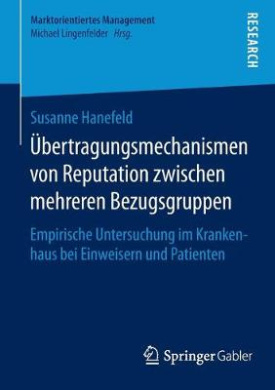 Marktorientiertes Management
Michael Lingenfelder Hrsg.
RESEARCH
Susanne Hanefeld
Übertragungsmechanismen
von Reputation zwischen
mehreren Bezugsgruppen
Empirische Untersuchung im Kranken-
haus bei Einweisern und Patienten
Springer Gabler